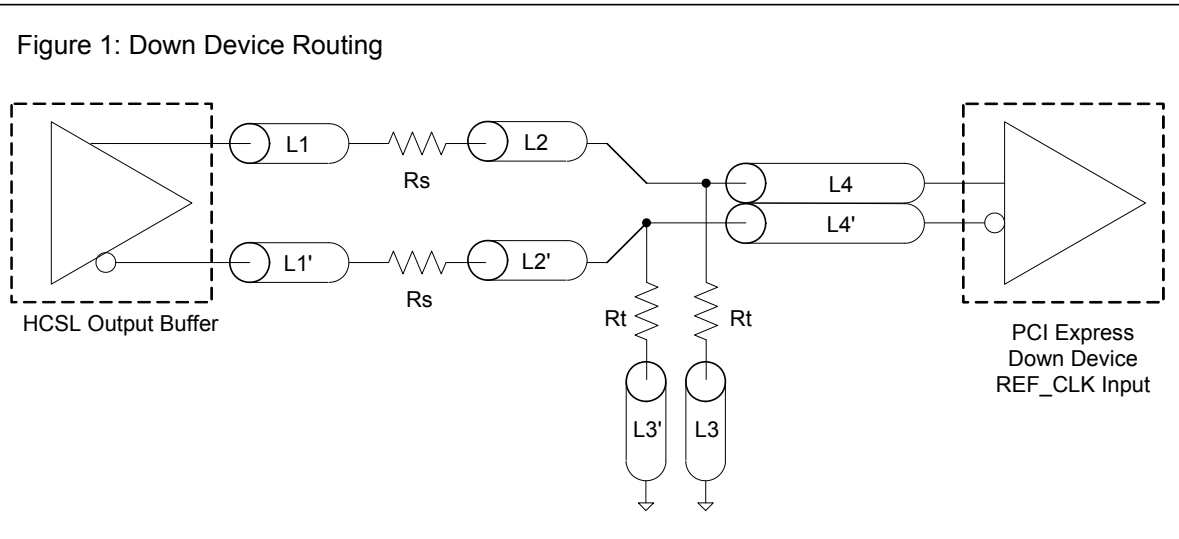 Figure 1: Down Device Routing
L1
Rs
L2
L4
L4'
L1'
Rs
L2'
HCSL Output Buffer
Rt
Rt
PCI Express
Down Device
REF_CLK Input
L3'
L3